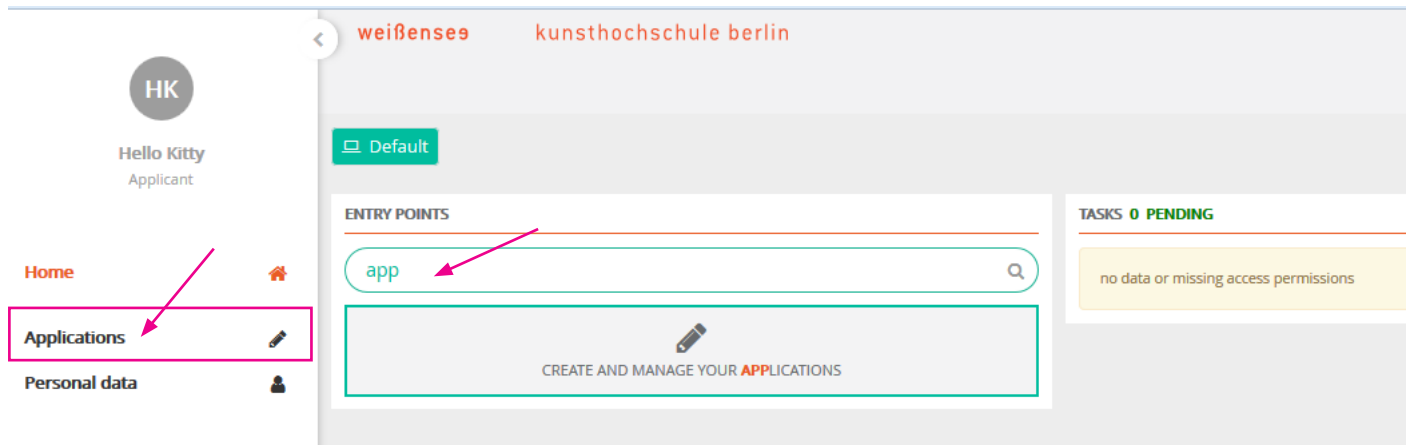 HK
Hello Kitty
Applicant
Home
Applications
Personal data
weißensee kunsthochschule berlin
Default
ENTRY POINTS
app
CREATE AND MANAGE YOUR APPLICATIONS
TASKS 0 PENDING
no data or missing access permissions